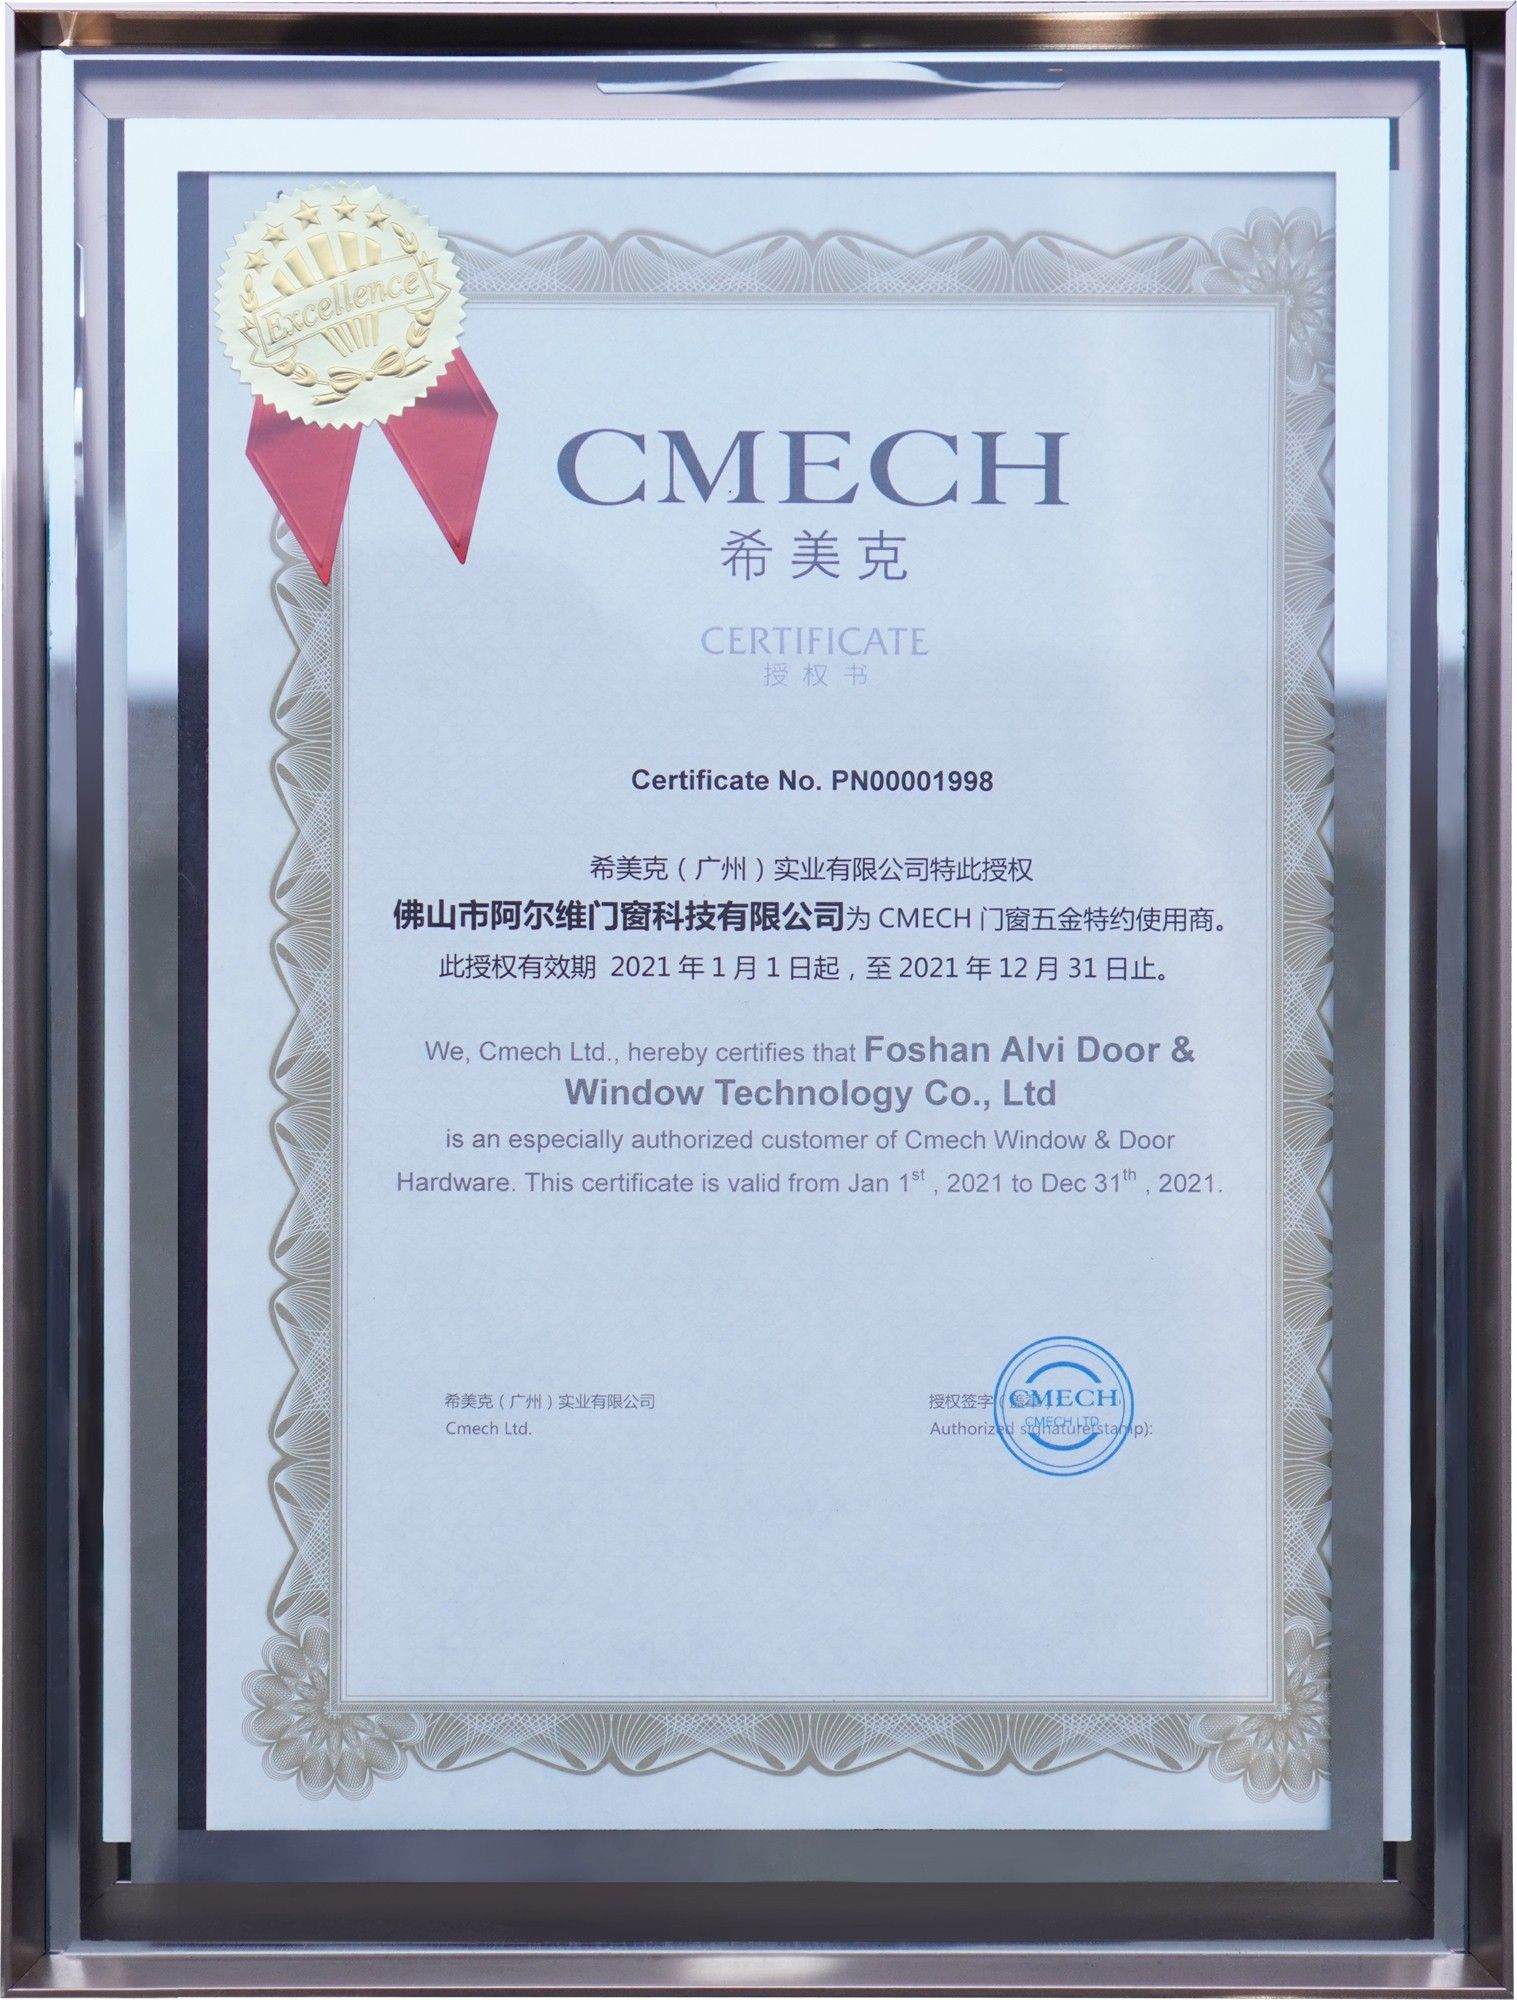 Excellence
CMECH
希美克
CERTIFICATE
授权书
Certificate No. PN00001998
希美克（广州）实业有限公司特此授权
佛山市阿尔维门窗科技有限公司为 CMECH 门窗五金特约使用商。
此授权有效期 2021 年 1 月 1 日起，至 2021 年 12 月 31 日止。
We, Cmech Ltd., hereby certifies that Foshan Alvi Door &
Window Technology Co., Ltd
is an especially authorized customer of Cmech Window & Door
Hardware. This certificate is valid from Jan 1st , 2021 to Dec 31th , 2021.
希美克（广州）实业有限公司
Cmech Ltd.
授权签字（盖章）
Authorized signature(stamp):
CMECH
CMECH LTD